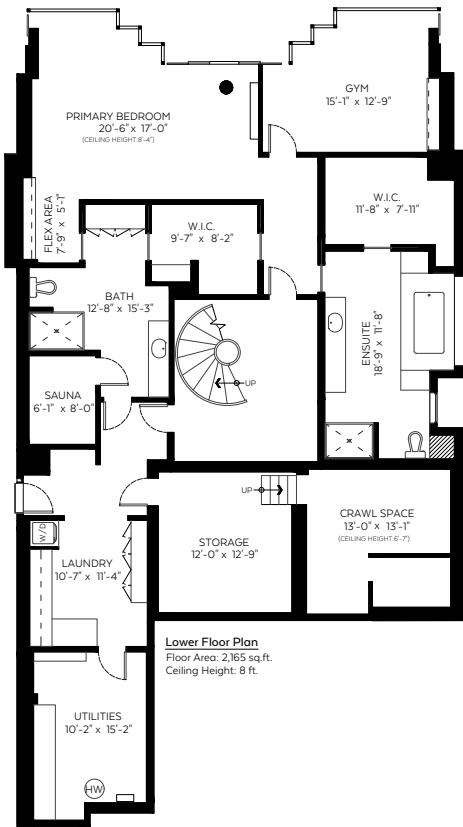 GYM
15'-1" x 12'-9"
PRIMARY BEDROOM
20'-6" x 17'-0"
(CEILING HEIGHT:8'-4")
FLEX AREA
7'-9" x 5'-1"
W.I.C.
9'-7" x 8'-2"
W.I.C.
11'-8" x 7'-11"
BATH
12'-8" x 15'-3"
ENSUITE
18'-9" x 11'-8"
SAUNA
6'-1" x 8'-0"
UP
UP
STORAGE
12'-0" x 12'-9"
CRAWL SPACE
13'-0" x 13'-1"
(CEILING HEIGHT:6'-7")
W/D
LAUNDRY
10'-7" x 11'-4"
Lower Floor Plan
Floor Area: 2,165 sq.ft.
Ceiling Height: 8 ft.
UTILITIES
10'-2" x 15'-2"
HW